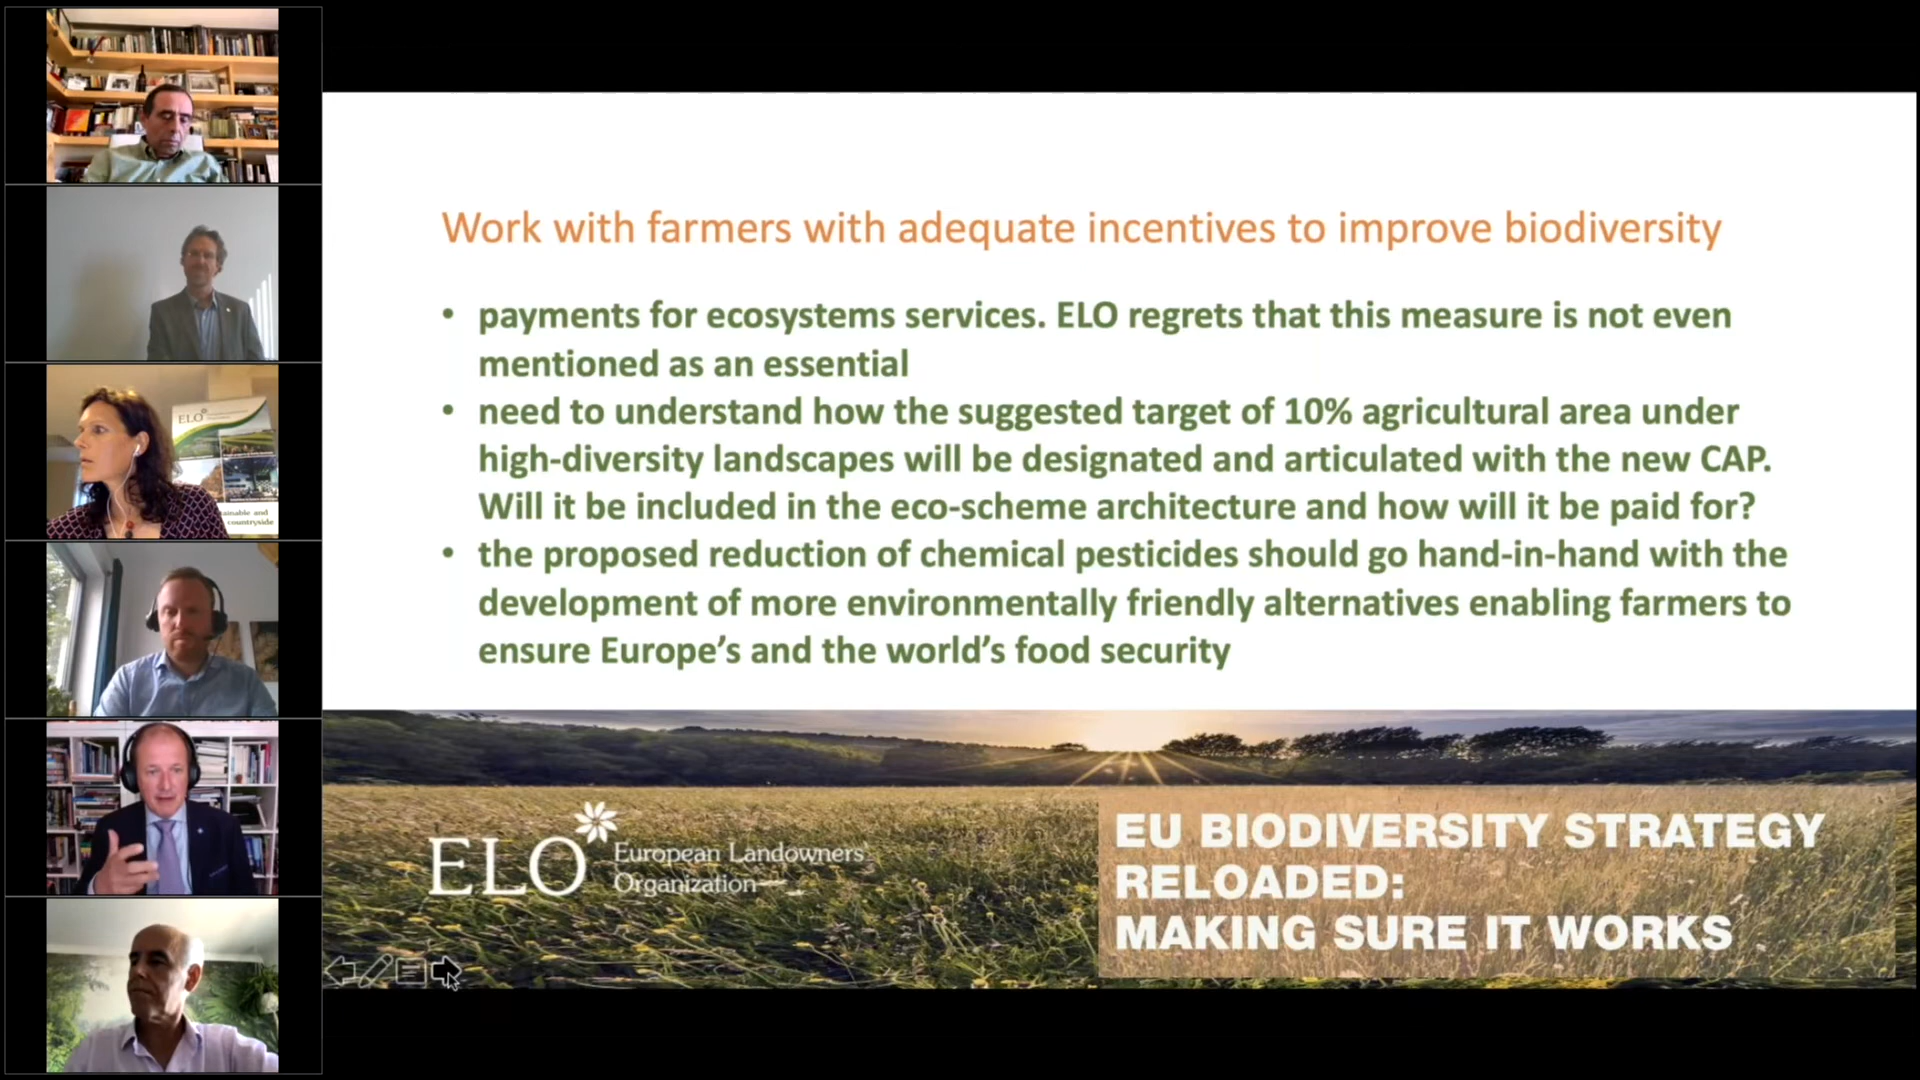 Work with farmers with adequate incentives to improve biodiversity
• payments for ecosystems services. ELO regrets that this measure is not even
mentioned as an essential
• need to understand how the suggested target of 10% agricultural area under
high-diversity landscapes will be designated and articulated with the new CAP.
Will it be included in the eco-scheme architecture and how will it be paid for?
• the proposed reduction of chemical pesticides should go hand-in-hand with the
development of more environmentally friendly alternatives enabling farmers to
ensure Europe's and the world's food security
ELO
European Landowners'
Organization
EU BIODIVERSITY STRATEGY
RELOADED:
MAKING SURE IT WORKS
ELO
ainable and
countryside